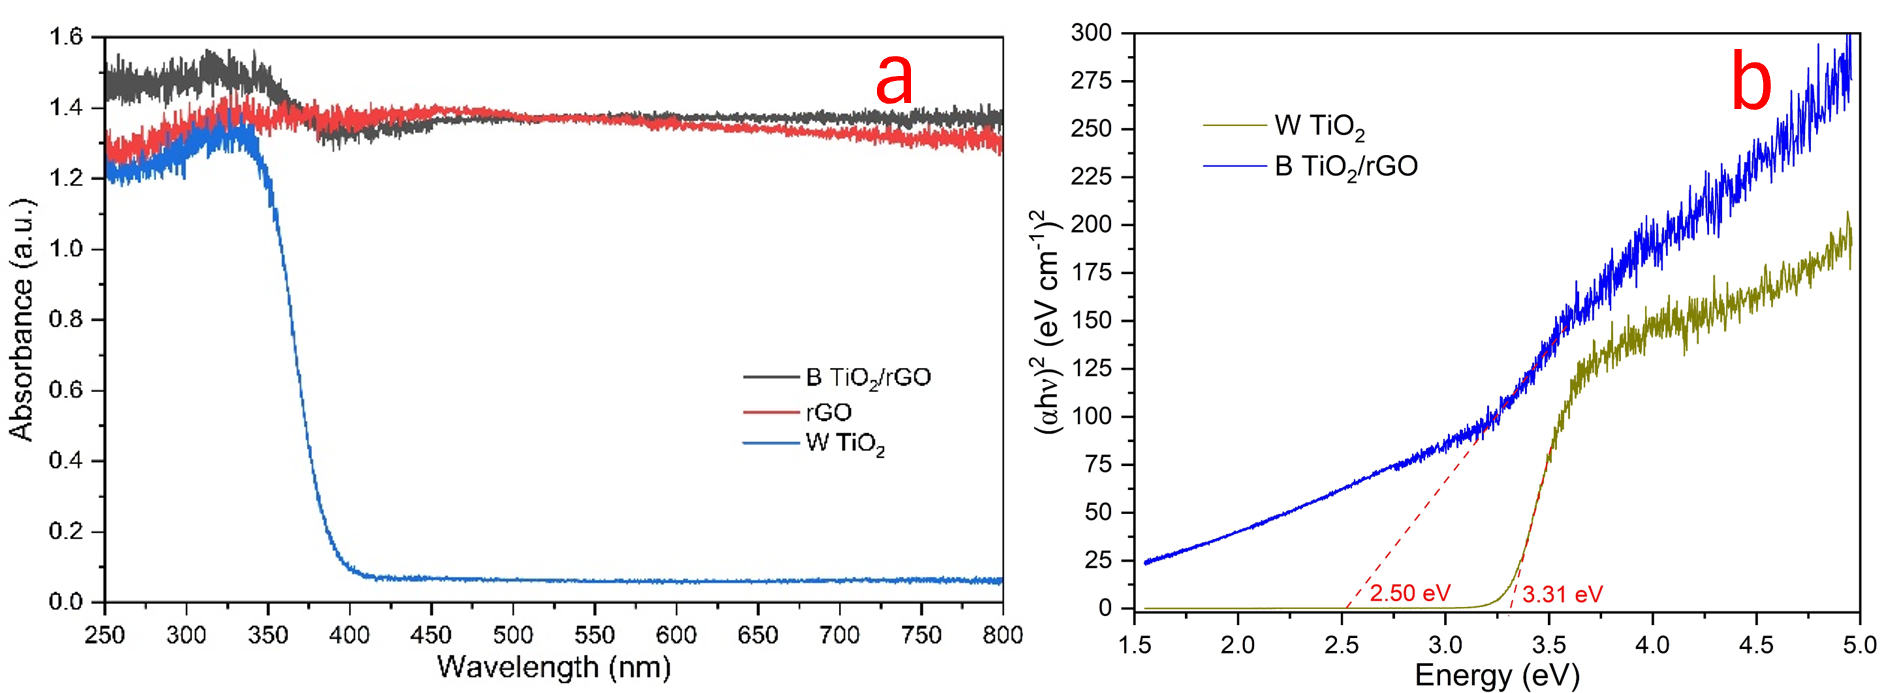 a
Absorbance (a.u.)
1.6
1.4
1.2
1.0
0.8
0.6
0.4
0.2
0.0
B TiO₂/rGO
rGO
W TiO₂
250 300 350 400 450 500 550 600 650 700 750 800
Wavelength (nm)
b
(αhν)² (eV cm⁻¹)²
300
275
250
225
200
175
150
125
100
75
50
25
0
W TiO₂
B TiO₂/rGO
2.50 eV
3.31 eV
1.5 2.0 2.5 3.0 3.5 4.0 4.5 5.0
Energy (eV)